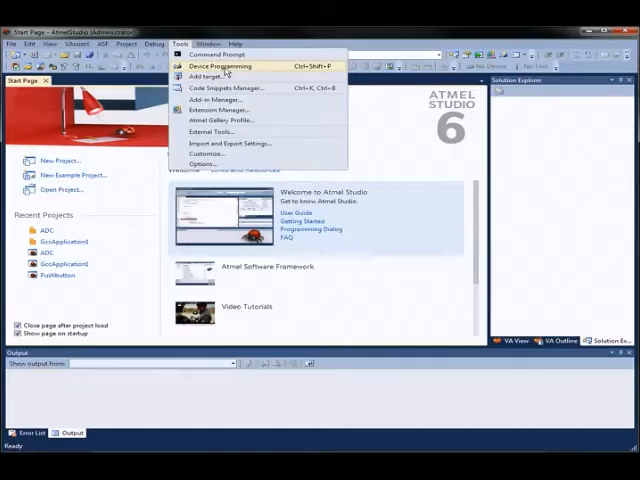 Start Page - AtmelStudio (Administrator)
File Edit View VAssistX ASF Project Debug Tools Window Help
Command Prompt
Device Programming Ctrl+Shift+P
Add target...
Code Snippets Manager... Ctrl+K, Ctrl+B
Add-in Manager...
Extension Manager...
Atmel Gallery Profile...
External Tools...
Import and Export Settings...
Customize...
Options...
Start Page
ATMEL
STUDIO
6
Solution Explorer
New Project...
New Example Project...
Open Project...
Recent Projects
ADC
GccApplication1
ADC
GccApplication1
Pushbutton
Close page after project load
Show page on startup
Welcome to Atmel Studio
Get to know Atmel Studio.
User Guide
Getting Started
Programming Dialog
FAQ
Atmel Software Framework
Video Tutorials
VA View VA Outline Solution Ex...
Output
Show output from:
Error List Output
Ready